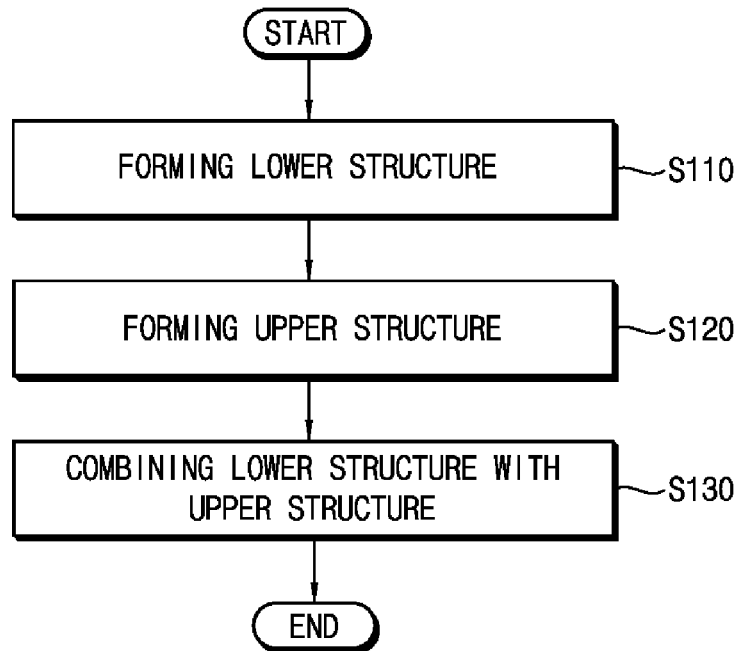 START
FORMING LOWER STRUCTURE
S110
FORMING UPPER STRUCTURE
S120
COMBINING LOWER STRUCTURE WITH
UPPER STRUCTURE
S130
END